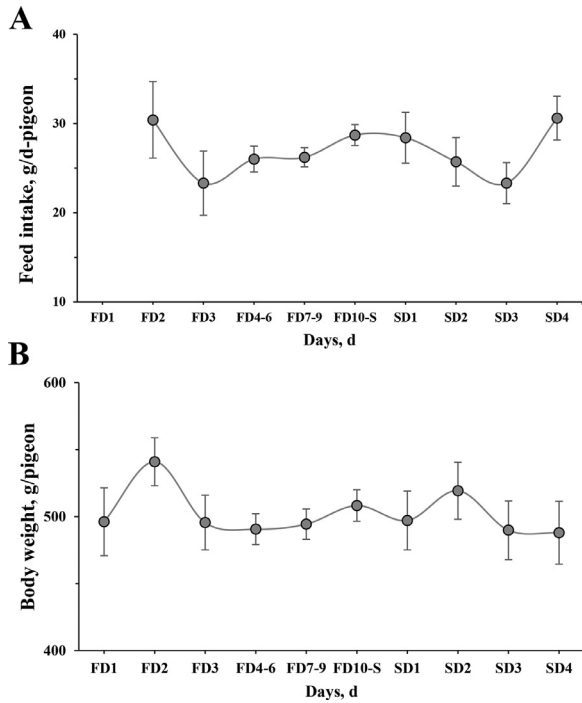 A
Feed intake, g/d-pigeon
40
30
20
10
FD1 FD2 FD3 FD4-6 FD7-9 FD10-S SD1 SD2 SD3 SD4
Days, d
B
Body weight, g/pigeon
600
500
400
FD1 FD2 FD3 FD4-6 FD7-9 FD10-S SD1 SD2 SD3 SD4
Days, d